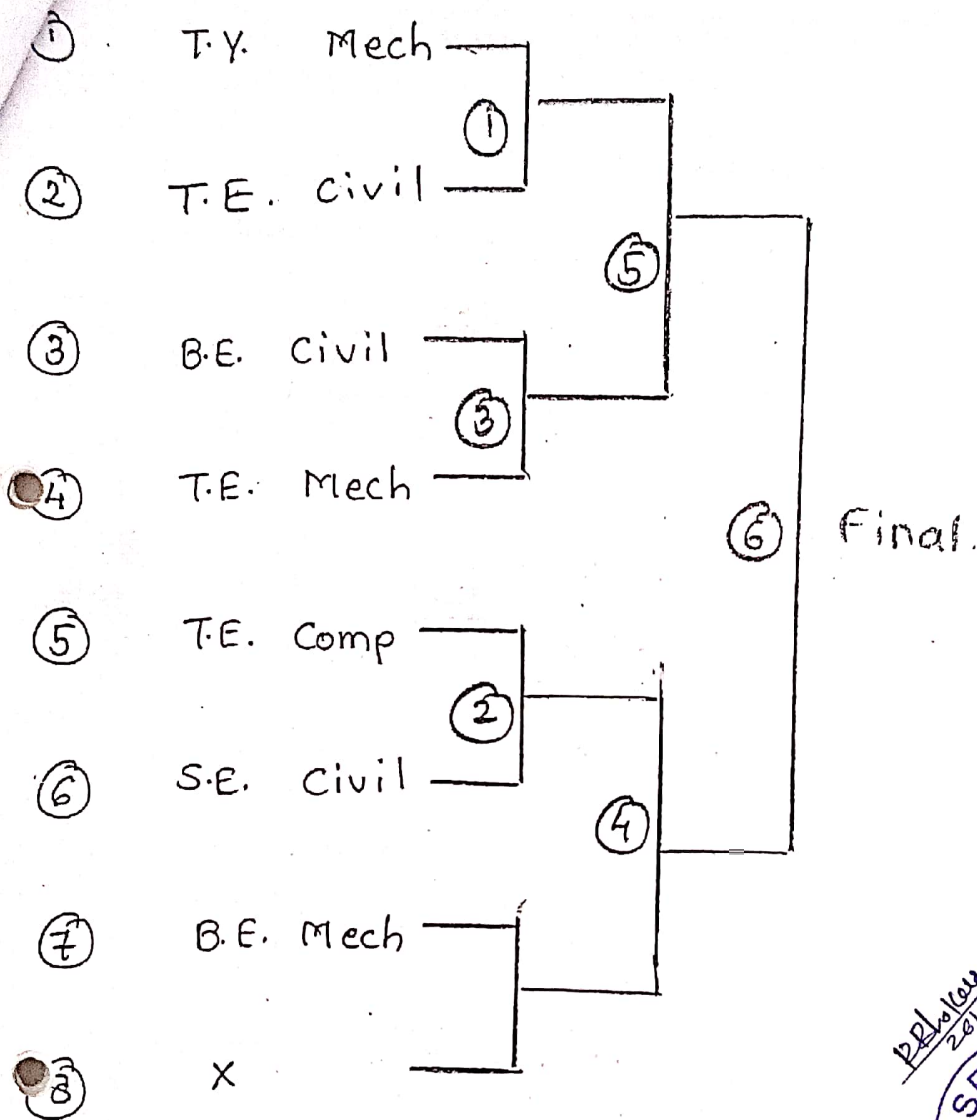 ① T.Y. Mech
①
② T.E. Civil
⑤
③ B.E. Civil
③
④ T.E. Mech
⑥ Final.
⑤ T.E. Comp
②
⑥ S.E. Civil
④
⑦ B.E. Mech
⑧ X